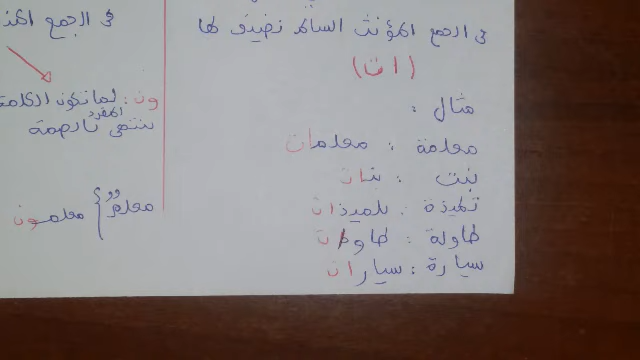 في الجمع المؤنث السالم نضيف لها
(ات)
مثال :
معلمة : معلمات
بنت : بنات
تلميذة : تلميذات
طاولة : طاولات
سيارة : سيارات
في الجمع المذ
ون : لما تكون الكلمة
المفرد
تنتهي بالضمة
معلمٌ } معلمون